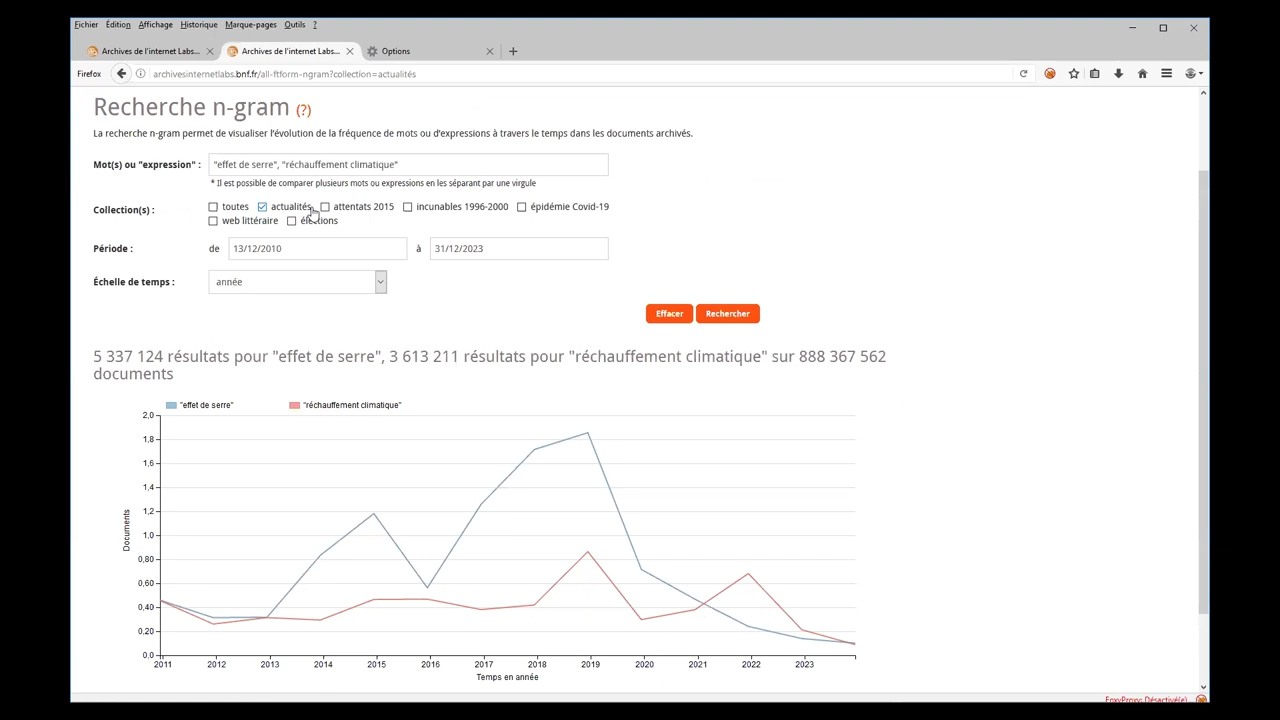 Fichier Édition Affichage Historique Marque-pages Outils ?
Archives de l'internet Labs... Archives de l'internet Labs... Options
Firefox archivesinternetlabs.bnf.fr/all-ftform-ngram?collection=actualités
Recherche n-gram (?)
La recherche n-gram permet de visualiser l'évolution de la fréquence de mots ou d'expressions à travers le temps dans les documents archivés.
Mot(s) ou "expression" : "effet de serre", "réchauffement climatique"
* Il est possible de comparer plusieurs mots ou expressions en les séparant par une virgule
Collection(s) : toutes actualités attentats 2015 incunables 1996-2000 épidémie Covid-19
web littéraire élections
Période : de 13/12/2010 à 31/12/2023
Échelle de temps : année
Effacer Rechercher
5 337 124 résultats pour "effet de serre", 3 613 211 résultats pour "réchauffement climatique" sur 888 367 562
documents
"effet de serre" "réchauffement climatique"
2,0
1,8
1,6
1,4
1,2
1,0
0,80
0,60
0,40
0,20
0,0
Documents
2011 2012 2013 2014 2015 2016 2017 2018 2019 2020 2021 2022 2023
Temps en année
FoxyProxy: Désactivé(e)